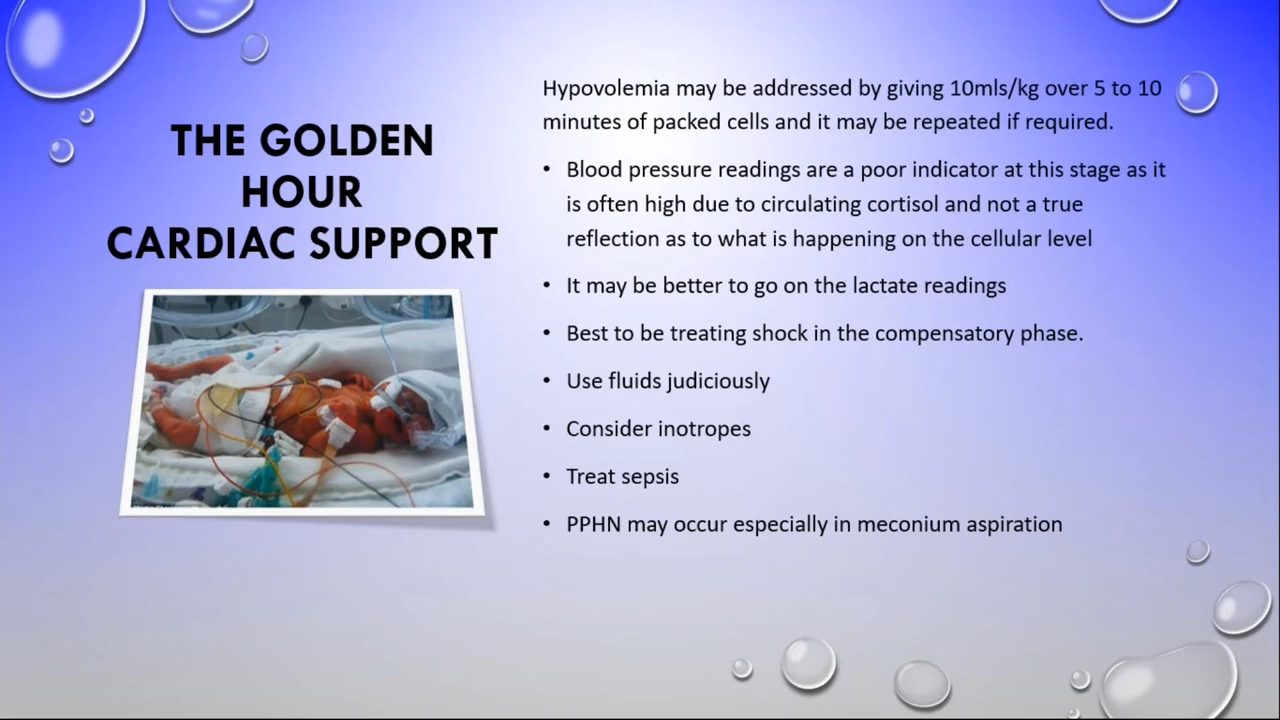 THE GOLDEN
HOUR
CARDIAC SUPPORT
Hypovolemia may be addressed by giving 10mls/kg over 5 to 10
minutes of packed cells and it may be repeated if required.
• Blood pressure readings are a poor indicator at this stage as it
is often high due to circulating cortisol and not a true
reflection as to what is happening on the cellular level
• It may be better to go on the lactate readings
• Best to be treating shock in the compensatory phase.
• Use fluids judiciously
• Consider inotropes
• Treat sepsis
• PPHN may occur especially in meconium aspiration